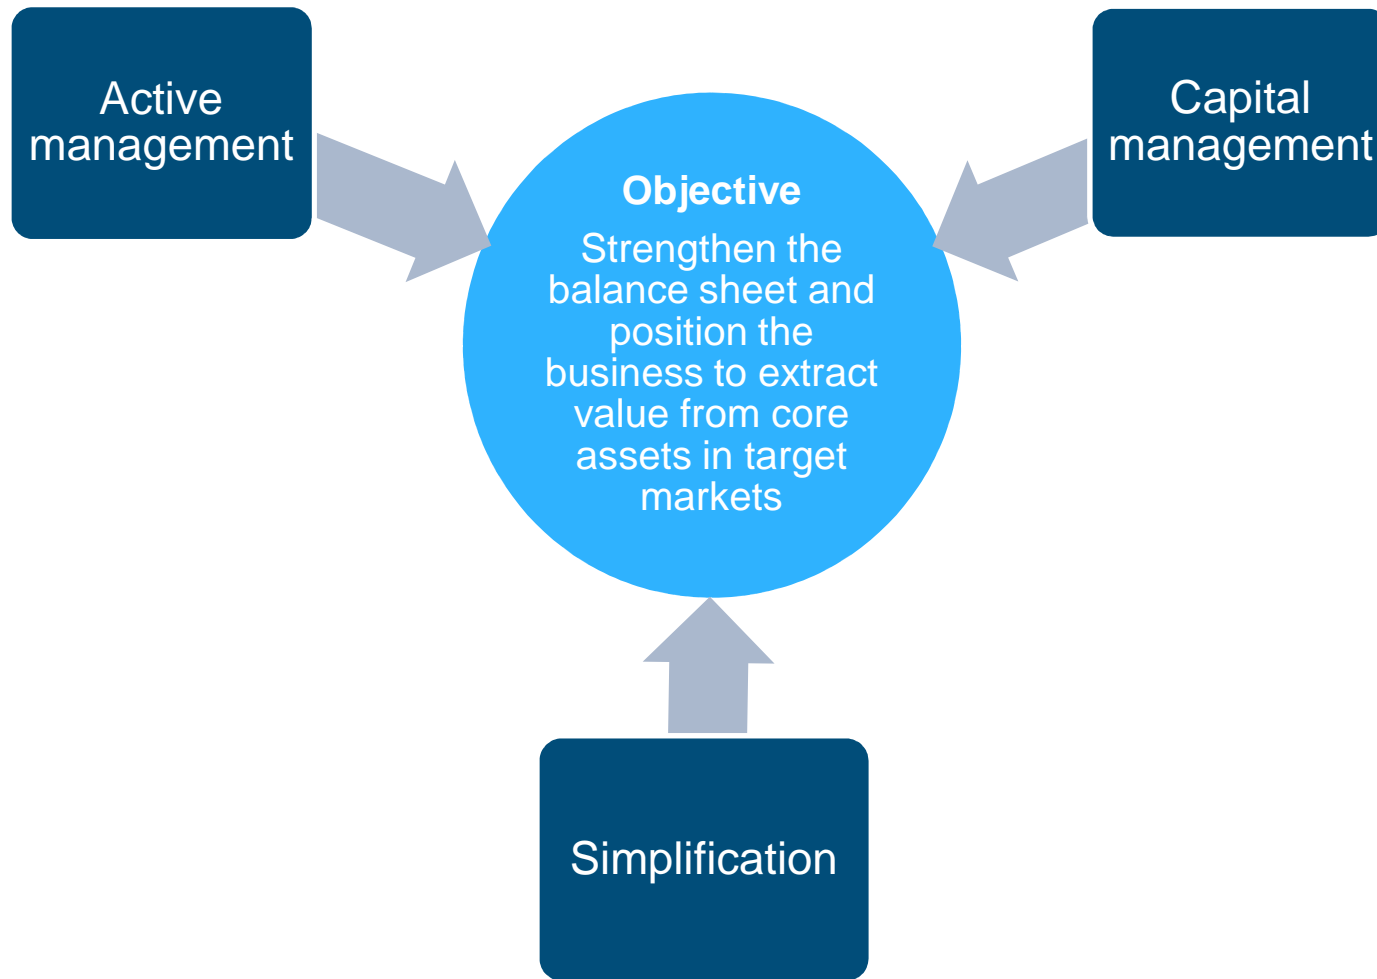 Active
management
Capital
management
Objective
Strengthen the
balance sheet and
position the
business to extract
value from core
assets in target
markets
Simplification